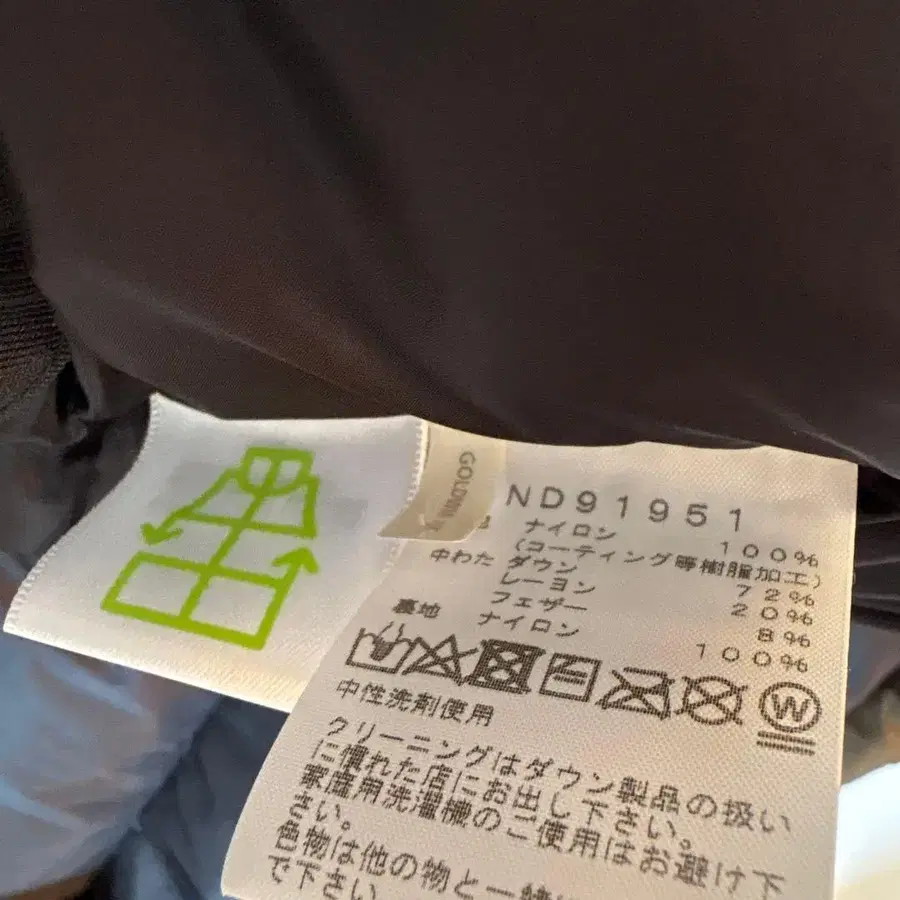 GOLDWIN
ND91951
ナイロン 100%
(コーティング等樹脂加工)
中わた ダウン 72%
レーヨン 20%
フェザー 8%
裏地 ナイロン 100%
W
中性洗剤使用
クリーニングはダウン製品の扱い
に慣れた店にお出し下さい。
家庭用洗濯機のご使用はお避け下
さい。
色物は他の物と一緒
で下さい